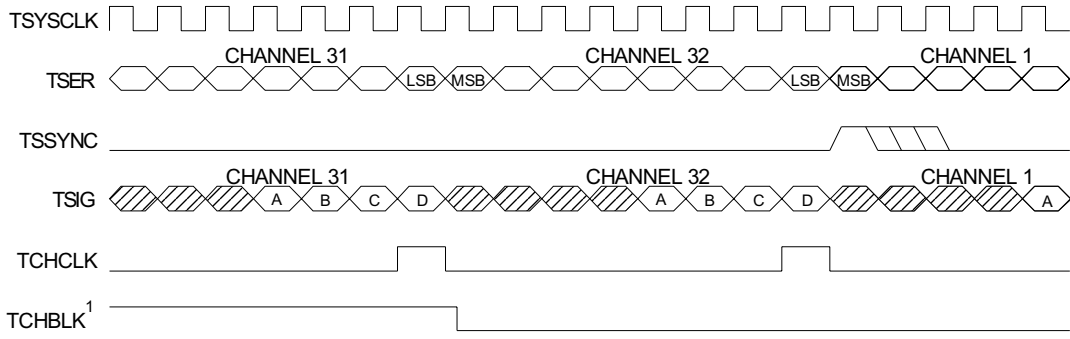 TSYSCLK
CHANNEL 31 CHANNEL 32 CHANNEL 1
TSER LSB MSB LSB MSB
TSSYNC
CHANNEL 31 CHANNEL 32 CHANNEL 1
TSIG A B C D A B C D A
TCHCLK
TCHBLK1